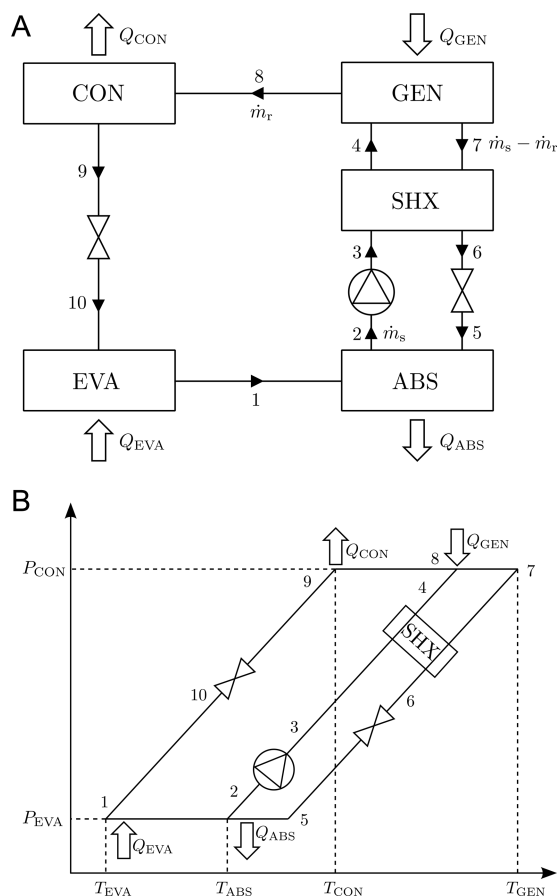 A
Q_CON
Q_GEN
CON
8
GEN
ṁ_r
4
7
ṁ_s − ṁ_r
9
SHX
3
6
10
2
ṁ_s
5
EVA
1
ABS
Q_EVA
Q_ABS
B
Q_CON
Q_GEN
P_CON
9
8
7
4
SHX
10
6
3
2
1
5
P_EVA
Q_EVA
Q_ABS
T_EVA
T_ABS
T_CON
T_GEN